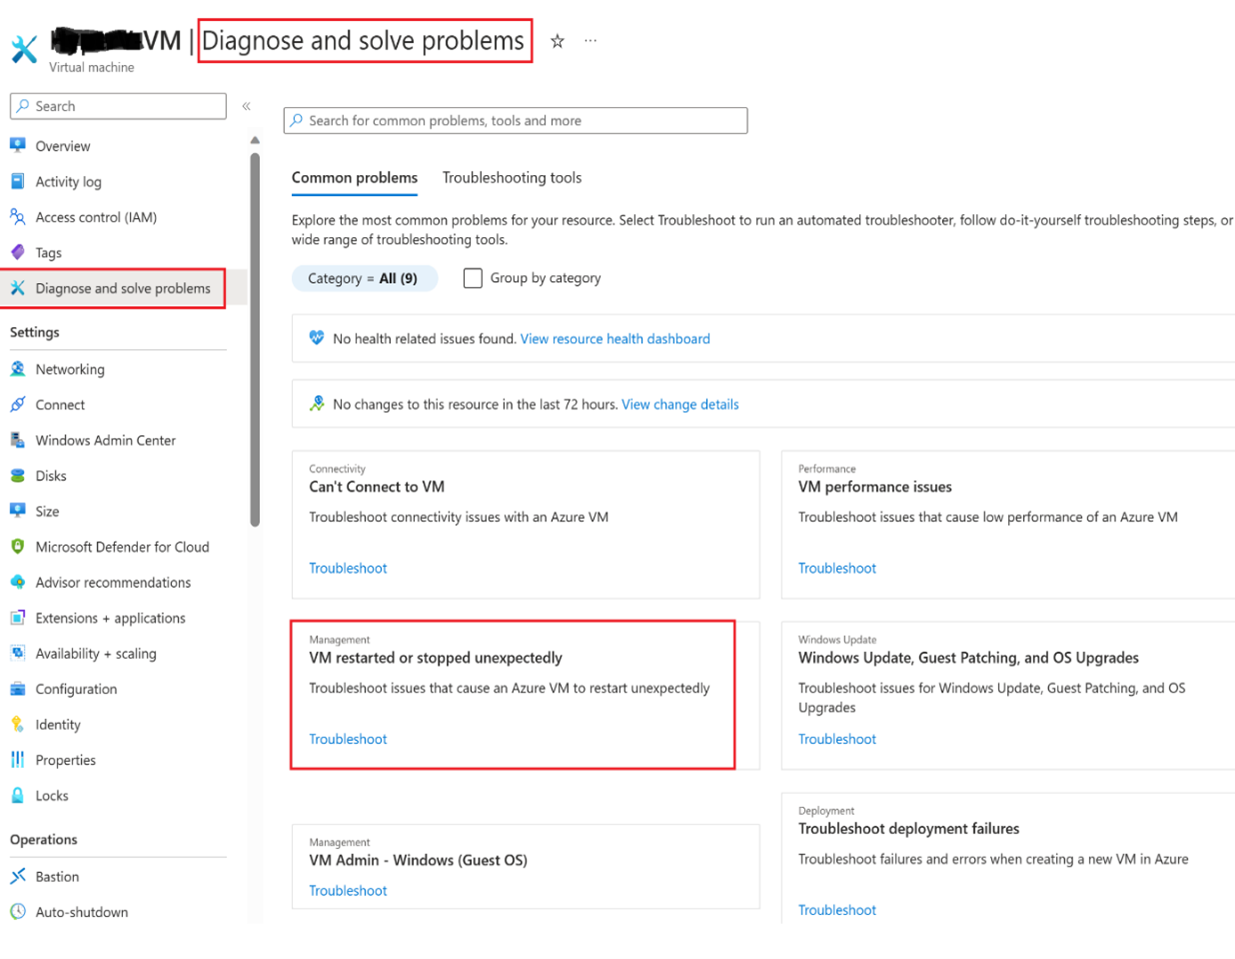 VM | Diagnose and solve problems
Virtual machine
Search
Overview
Activity log
Access control (IAM)
Tags
Diagnose and solve problems
Settings
Networking
Connect
Windows Admin Center
Disks
Size
Microsoft Defender for Cloud
Advisor recommendations
Extensions + applications
Availability + scaling
Configuration
Identity
Properties
Locks
Operations
Bastion
Auto-shutdown
Search for common problems, tools and more
Common problems
Troubleshooting tools
Explore the most common problems for your resource. Select Troubleshoot to run an automated troubleshooter, follow do-it-yourself troubleshooting steps, or
wide range of troubleshooting tools.
Category = All (9)
Group by category
No health related issues found. View resource health dashboard
No changes to this resource in the last 72 hours. View change details
Connectivity
Can't Connect to VM
Troubleshoot connectivity issues with an Azure VM
Troubleshoot
Performance
VM performance issues
Troubleshoot issues that cause low performance of an Azure VM
Troubleshoot
Management
VM restarted or stopped unexpectedly
Troubleshoot issues that cause an Azure VM to restart unexpectedly
Troubleshoot
Windows Update
Windows Update, Guest Patching, and OS Upgrades
Troubleshoot issues for Windows Update, Guest Patching, and OS
Upgrades
Troubleshoot
Management
VM Admin - Windows (Guest OS)
Troubleshoot
Deployment
Troubleshoot deployment failures
Troubleshoot failures and errors when creating a new VM in Azure
Troubleshoot